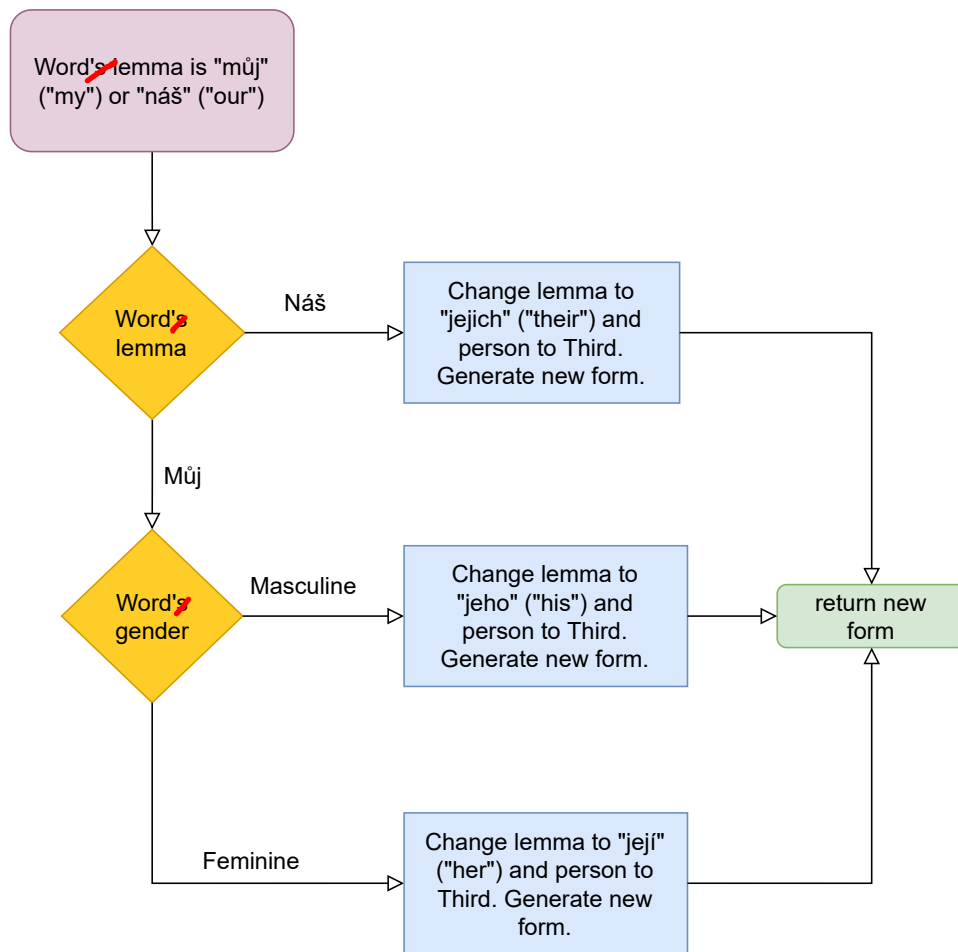 Word's lemma is "můj"
("my") or "náš" ("our")
Word's
lemma
Náš
Change lemma to
"jejich" ("their") and
person to Third.
Generate new form.
Můj
Word's
gender
Masculine
Change lemma to
"jeho" ("his") and
person to Third.
Generate new form.
return new
form
Feminine
Change lemma to "její"
("her") and person to
Third. Generate new
form.